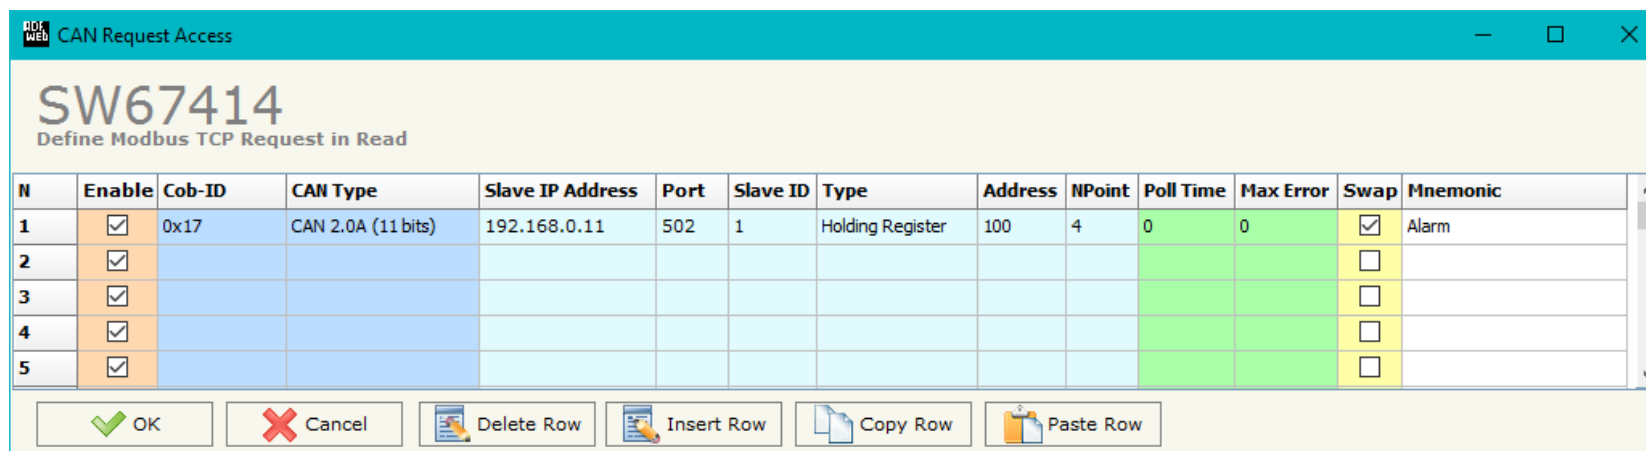 ADF
WEB CAN Request Access
SW67414
Define Modbus TCP Request in Read
N Enable Cob-ID CAN Type Slave IP Address Port Slave ID Type Address NPoint Poll Time Max Error Swap Mnemonic
1 0x17 CAN 2.0A (11 bits) 192.168.0.11 502 1 Holding Register 100 4 0 0 Alarm
2
3
4
5
OK Cancel Delete Row Insert Row Copy Row Paste Row